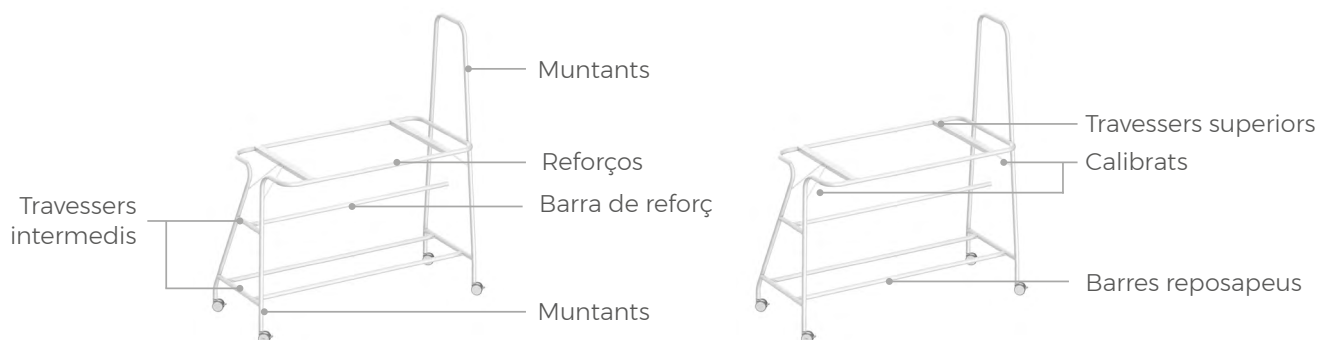 Muntants
Reforços
Barra de reforç
Travessers
intermedis
Muntants
Travessers superiors
Calibrats
Barres reposapeus